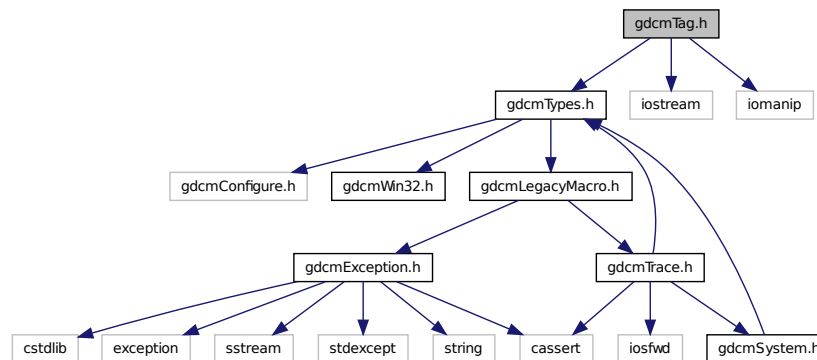 gdcmTag.h
gdcmTypes.h
iostream
iomanip
gdcmConfigure.h
gdcmWin32.h
gdcmLegacyMacro.h
gdcmException.h
gdcmTrace.h
cstdlib
exception
sstream
stdexcept
string
cassert
iosfwd
gdcmSystem.h